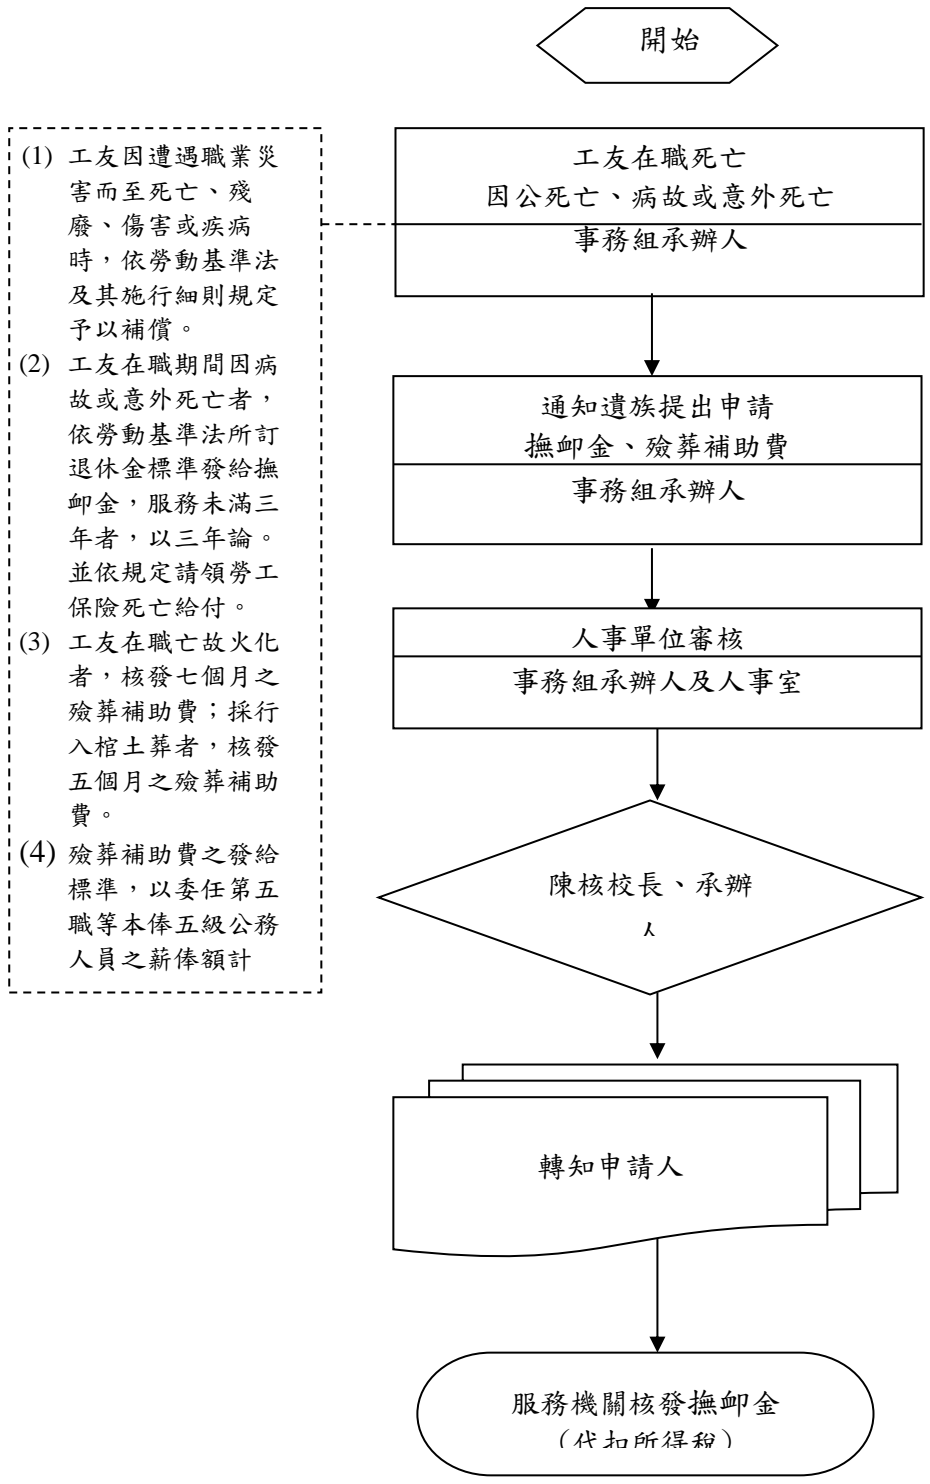 開始
(1) 工友因遭遇職業災
害而至死亡、殘
廢、傷害或疾病
時，依勞動基準法
及其施行細則規定
予以補償。
(2) 工友在職期間因病
故或意外死亡者，
依勞動基準法所訂
退休金標準發給撫
卹金，服務未滿三
年者，以三年論。
並依規定請領勞工
保險死亡給付。
(3) 工友在職亡故火化
者，核發七個月之
殮葬補助費；採行
入棺土葬者，核發
五個月之殮葬補助
費。
(4) 殮葬補助費之發給
標準，以委任第五
職等本俸五級公務
人員之薪俸額計
工友在職死亡
因公死亡、病故或意外死亡
事務組承辦人
通知遺族提出申請
撫卹金、殮葬補助費
事務組承辦人
人事單位審核
事務組承辦人及人事室
陳核校長、承辦
人
轉知申請人
服務機關核發撫卹金
（代扣所得稅）